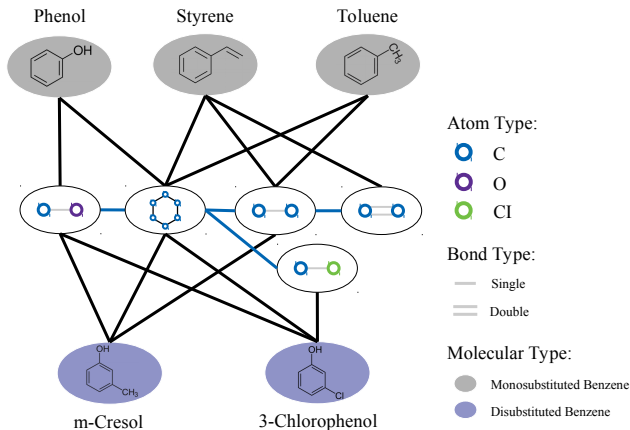 Phenol
Styrene
Toluene
OH
CH3
Atom Type:
C
O
CI
Bond Type:
Single
Double
OH
CH3
OH
Cl
Molecular Type:
Monosubstituted Benzene
Disubstituted Benzene
m-Cresol
3-Chlorophenol